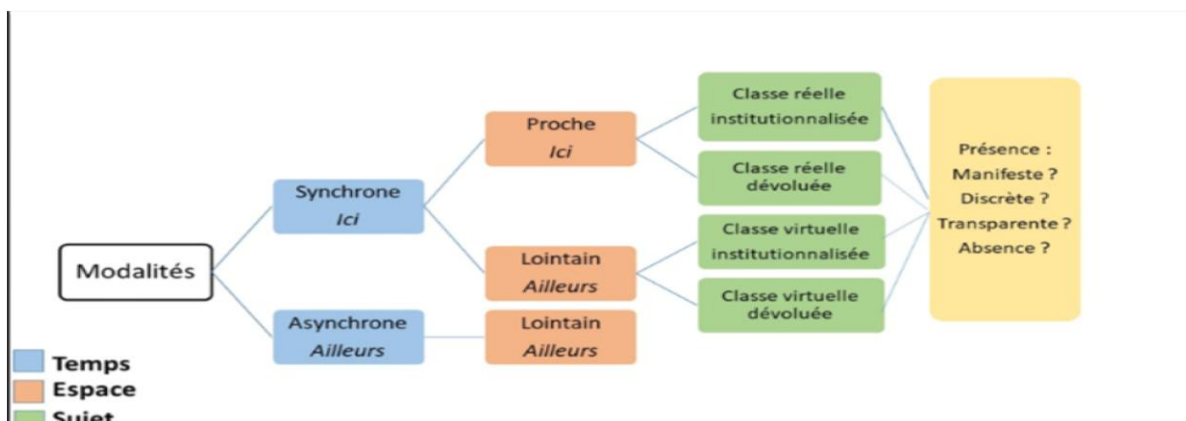 Modalités
Synchrone
Ici
Asynchrone
Ailleurs
Proche
Ici
Lointain
Ailleurs
Lointain
Ailleurs
Classe réelle
institutionnalisée
Classe réelle
dévoluée
Classe virtuelle
institutionnalisée
Classe virtuelle
dévoluée
Présence :
Manifeste ?
Discrète ?
Transparente ?
Absence ?
Temps
Espace
Sujet